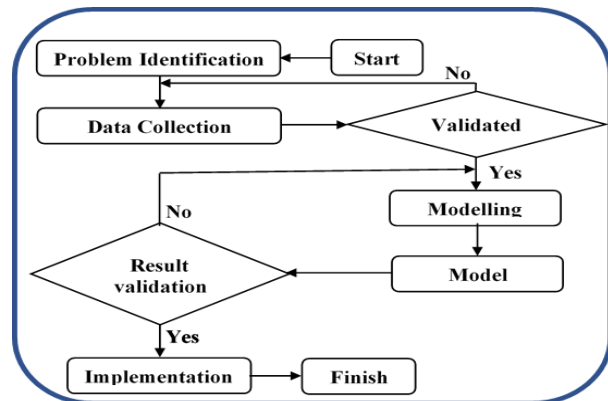 Problem Identification
Start
No
Data Collection
Validated
Yes
Modelling
No
Result
validation
Model
Yes
Implementation
Finish